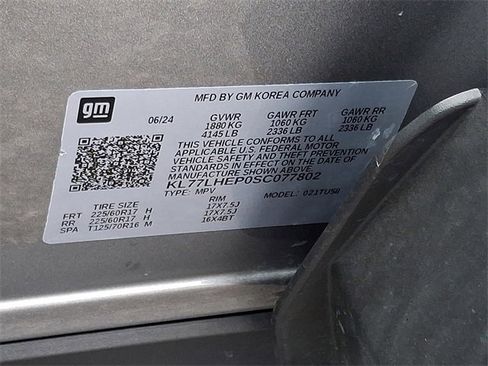 gm
MFD BY GM KOREA COMPANY
06/24 GVWR GAWR FRT GAWR RR
1880 KG 1060 KG 1060 KG
4145 LB 2336 LB 2336 LB
THIS VEHICLE CONFORMS TO ALL
APPLICABLE U.S. FEDERAL MOTOR
VEHICLE SAFETY AND THEFT PREVENTION
STANDARDS IN EFFECT ON THE DATE OF
MANUFACTURE SHOWN ABOVE
KL77LHEP0SC077802
TYPE: MPV MODEL:
TIRE SIZE RIM
FRT 225/60R17 H 17X7.5J
RR 225/60R17 H 17X7.5J
SPA T125/70R16 M 16X4BT